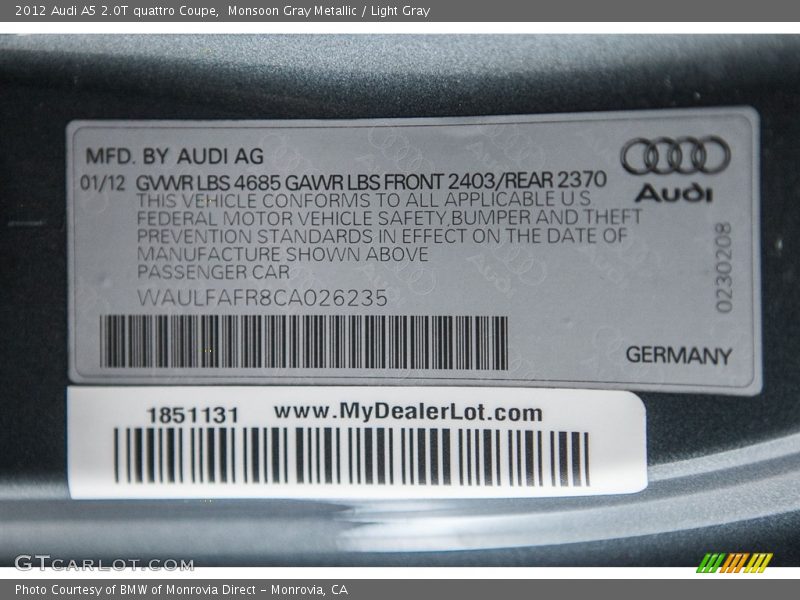 2012 Audi A5 2.0T quattro Coupe,  Monsoon Gray Metallic / Light Gray
MFD. BY AUDI AG
01/12 GVWR LBS 4685 GAWR LBS FRONT 2403/REAR 2370
THIS VEHICLE CONFORMS TO ALL APPLICABLE U.S.
FEDERAL MOTOR VEHICLE SAFETY,BUMPER AND THEFT
PREVENTION STANDARDS IN EFFECT ON THE DATE OF
MANUFACTURE SHOWN ABOVE
PASSENGER CAR
WAULFAFR8CA026235
Audi
0230208
GERMANY
1851131 www.MyDealerLot.com
GTCARLOT.COM
Photo Courtesy of BMW of Monrovia Direct - Monrovia, CA